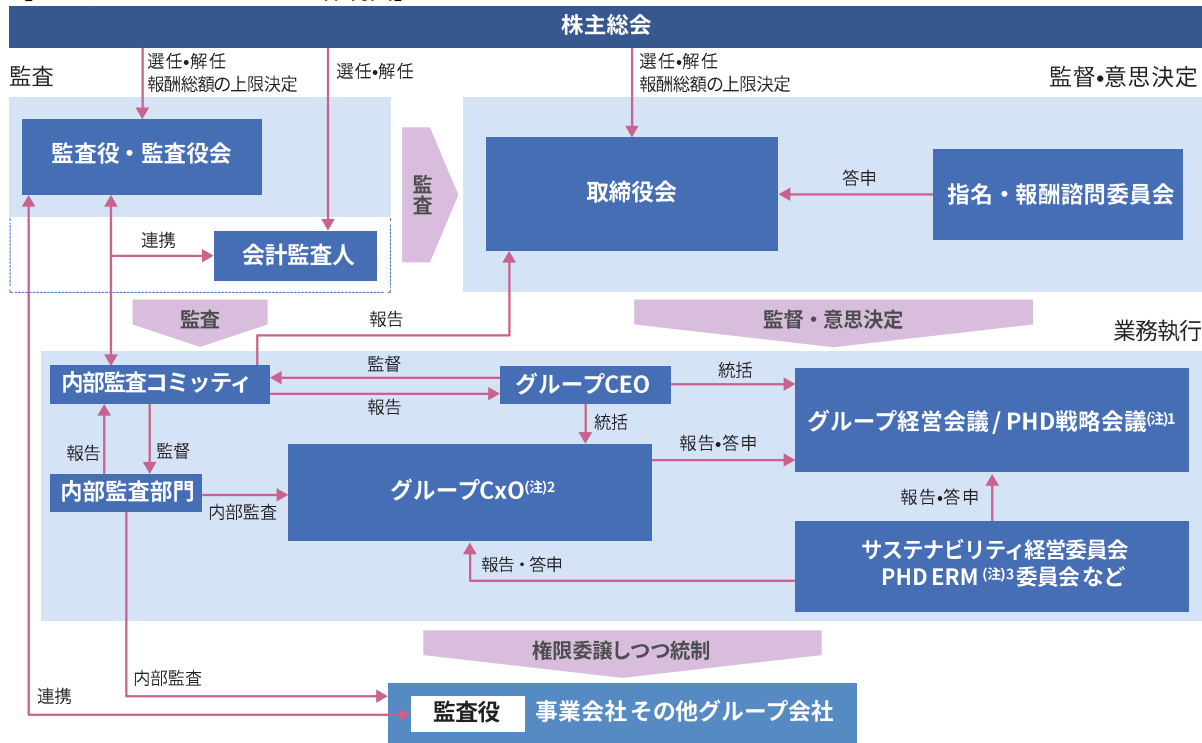 株主総会
選任•解任
報酬総額の上限決定
選任•解任
選任•解任
報酬総額の上限決定
監査
監督•意思決定
監査役・監査役会
監査
取締役会
答申
指名・報酬諮問委員会
連携
会計監査人
監査
報告
監督・意思決定
業務執行
内部監査コミッティ
監督
報告
グループCEO
統括
統括
グループ経営会議 / PHD戦略会議(注)1
報告
監督
報告•答申
内部監査部門
内部監査
グループCxO(注)2
報告•答申
報告・答申
サステナビリティ経営委員会
PHD ERM (注)3 委員会 など
権限委譲しつつ統制
内部監査
連携
監査役
事業会社 その他グループ会社